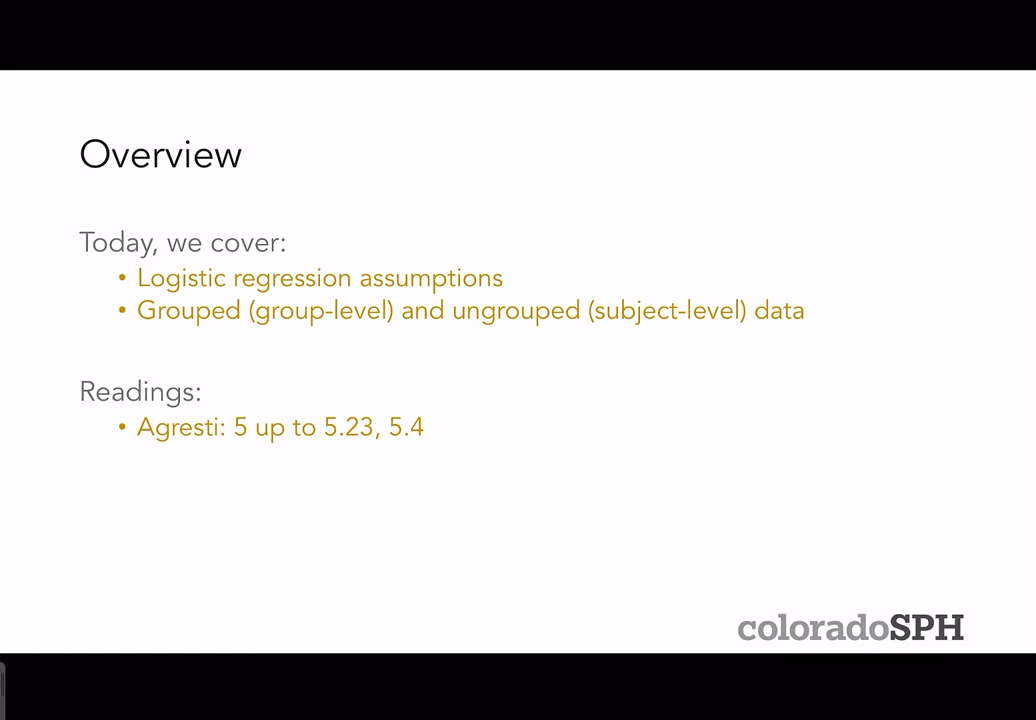 Overview
Today, we cover:
• Logistic regression assumptions
• Grouped (group-level) and ungrouped (subject-level) data
Readings:
• Agresti: 5 up to 5.23, 5.4
coloradoSPH